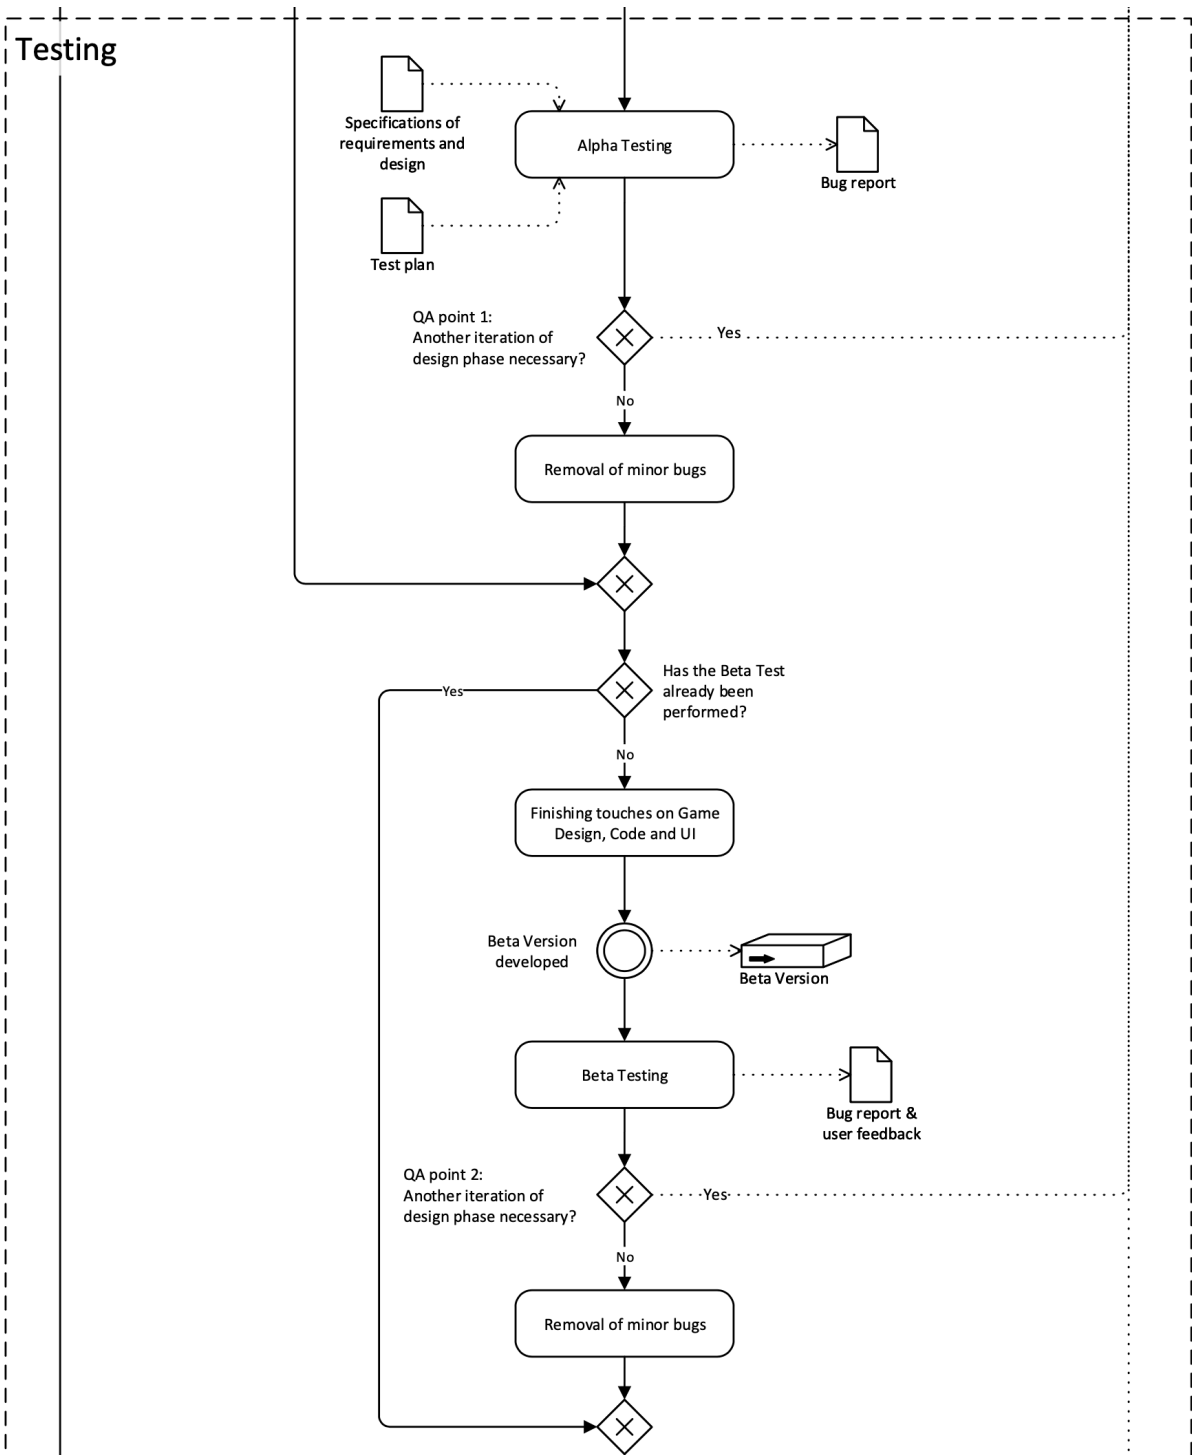 Testing
Specifications of
requirements and
design
Alpha Testing
Bug report
Test plan
QA point 1:
Another iteration of
design phase necessary?
Yes
No
Removal of minor bugs
Has the Beta Test
already been
performed?
Yes
No
Finishing touches on Game
Design, Code and UI
Beta Version
developed
Beta Version
Beta Testing
Bug report &
user feedback
QA point 2:
Another iteration of
design phase necessary?
Yes
No
Removal of minor bugs